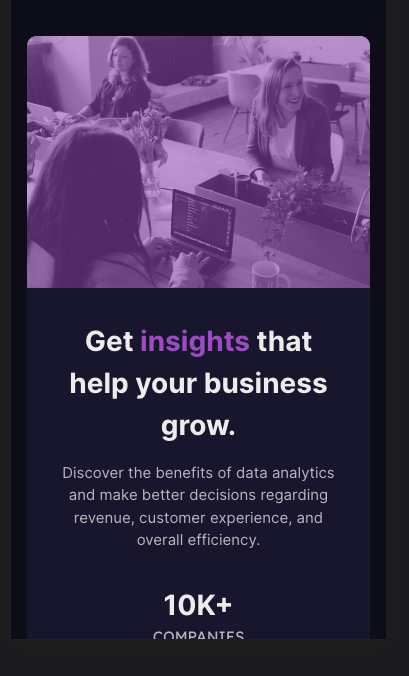 Get insights that
help your business
grow.
Discover the benefits of data analytics
and make better decisions regarding
revenue, customer experience, and
overall efficiency.
10K+
COMPANIES